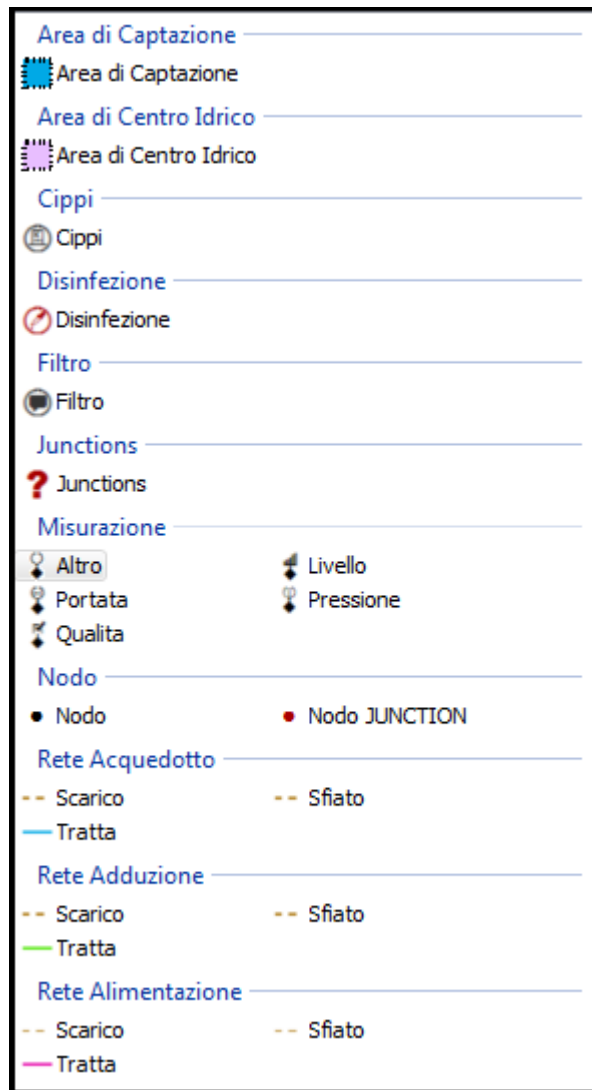 Area di Captazione
Area di Captazione
Area di Centro Idrico
Area di Centro Idrico
Cippi
Cippi
Disinfezione
Disinfezione
Filtro
Filtro
Junctions
? Junctions
Misurazione
Altro Livello
Portata Pressione
Qualita
Nodo
Nodo Nodo JUNCTION
Rete Acquedotto
Scarico Sfiato
Tratta
Rete Adduzione
Scarico Sfiato
Tratta
Rete Alimentazione
Scarico Sfiato
Tratta